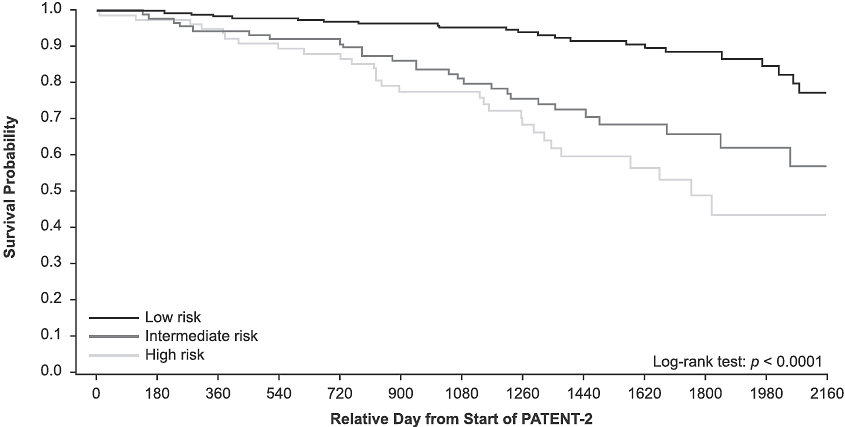 1.0
0.9
0.8
0.7
0.6
0.5
0.4
0.3
0.2
0.1
0.0
Survival Probability
Low risk
Intermediate risk
High risk
Log-rank test: p < 0.0001
0 180 360 540 720 900 1080 1260 1440 1620 1800 1980 2160
Relative Day from Start of PATENT-2